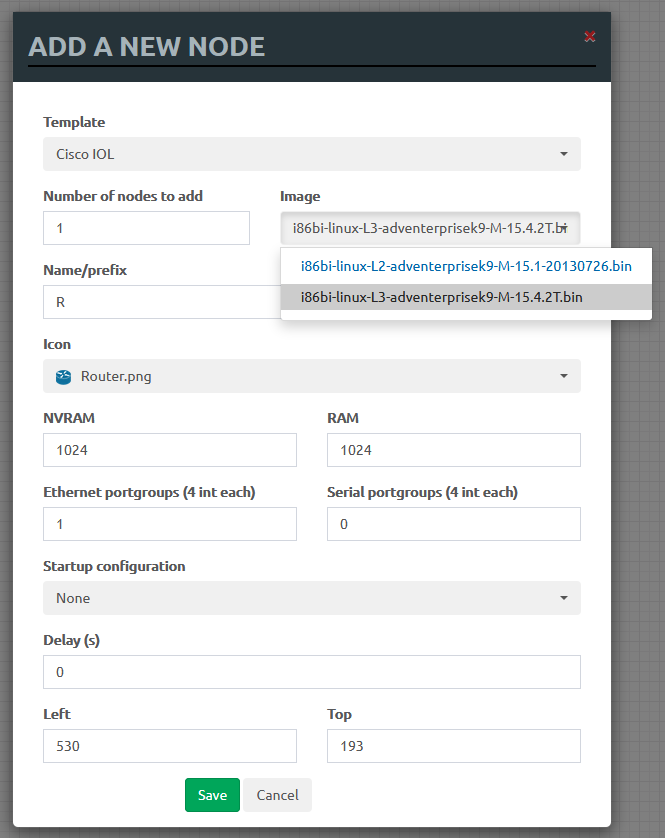 ADD A NEW NODE
Template
Cisco IOL
Number of nodes to add
Image
1
i86bi-linux-L3-adventerprisek9-M-15.4.2T.bi
i86bi-linux-L2-adventerprisek9-M-15.1-20130726.bin
i86bi-linux-L3-adventerprisek9-M-15.4.2T.bin
Name/prefix
R
Icon
Router.png
NVRAM
RAM
1024
1024
Ethernet portgroups (4 int each)
Serial portgroups (4 int each)
1
0
Startup configuration
None
Delay (s)
0
Left
Top
530
193
Save
Cancel